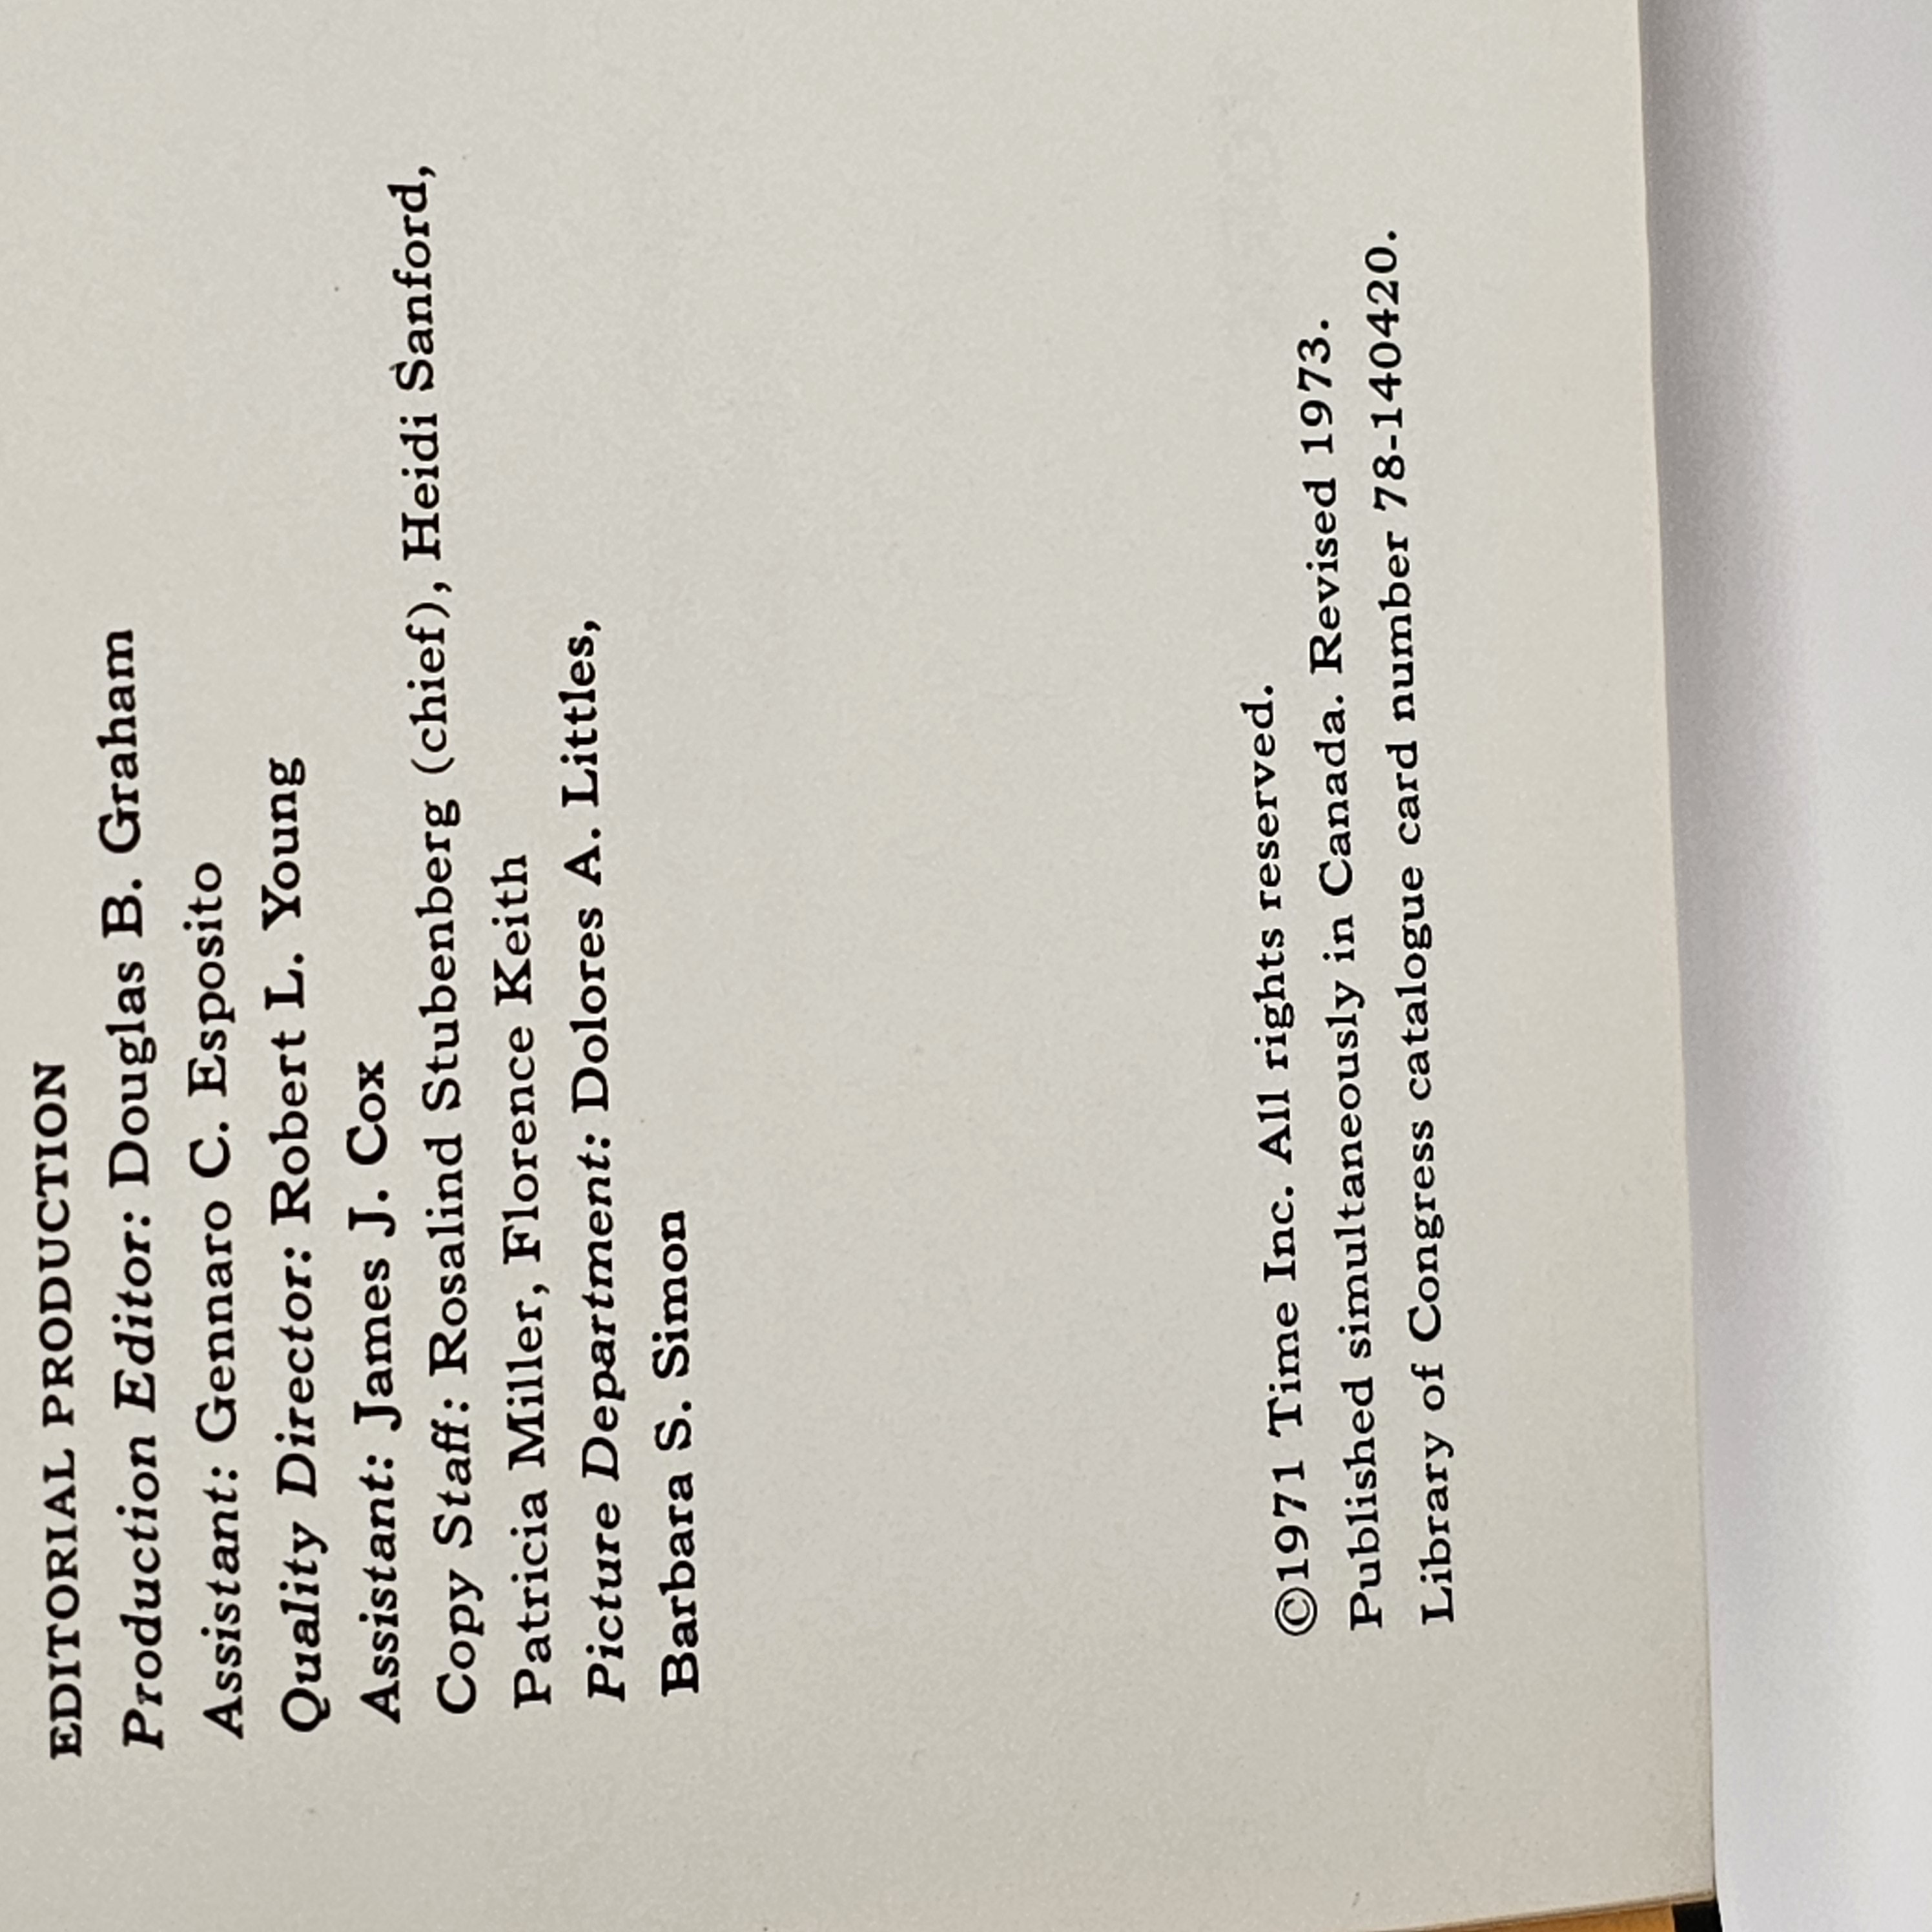 EDITORIAL PRODUCTION
Production Editor: Douglas B. Graham
Assistant: Gennaro C. Esposito
Quality Director: Robert L. Young
Assistant: James J. Cox
Copy Staff: Rosalind Stubenberg (chief), Heidi Sanford,
Patricia Miller, Florence Keith
Picture Department: Dolores A. Littles,
Barbara S. Simon
©1971 Time Inc. All rights reserved.
Published simultaneously in Canada. Revised 1973.
Library of Congress catalogue card number 78-140420.